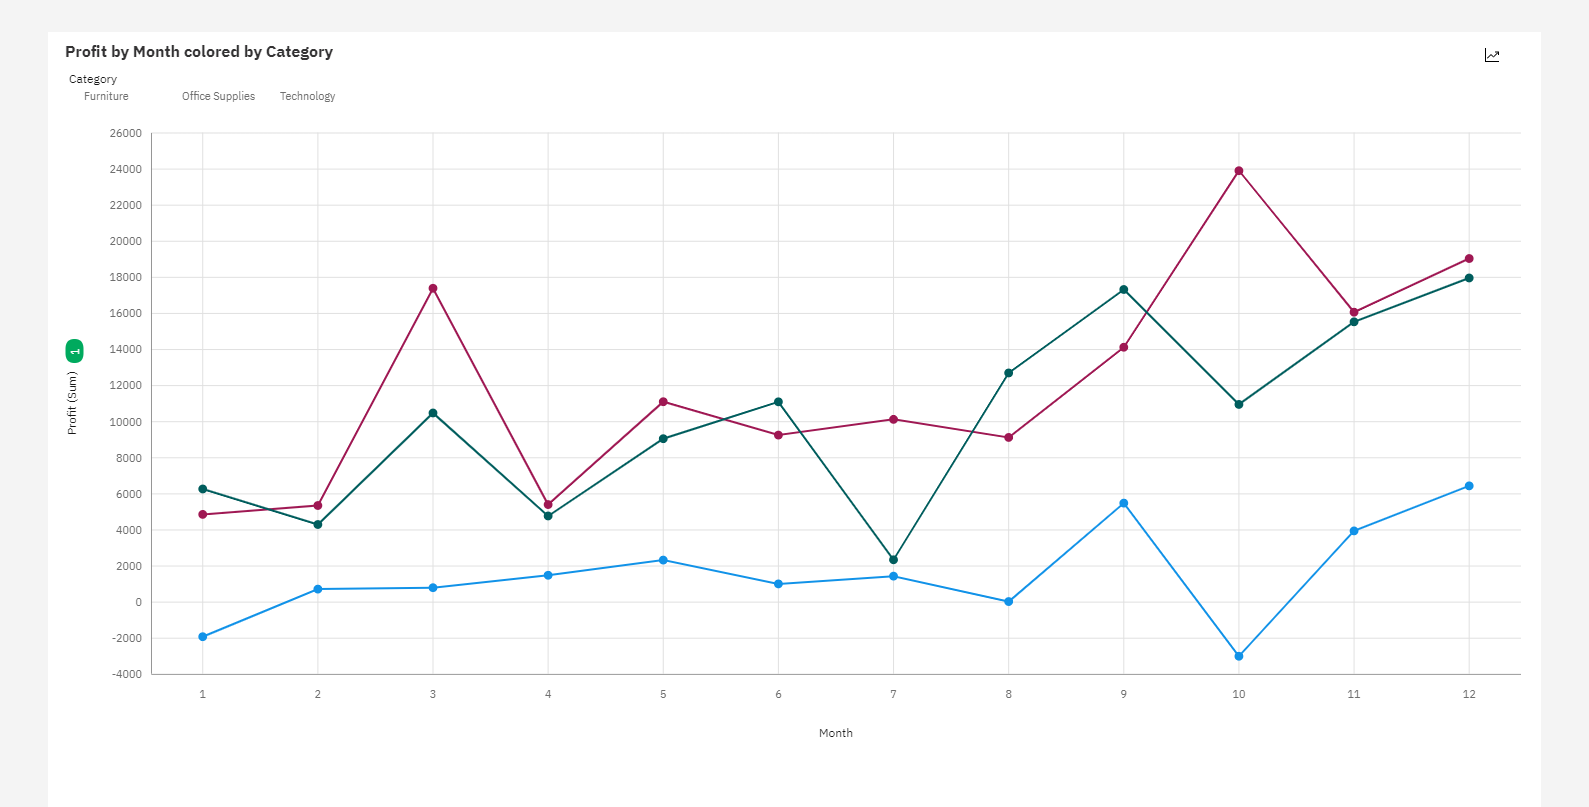 Profit by Month colored by Category
Category
Furniture Office Supplies Technology
26000
24000
22000
20000
18000
16000
14000
12000
10000
8000
6000
4000
2000
0
-2000
-4000
Profit (Sum) 1
1 2 3 4 5 6 7 8 9 10 11 12
Month